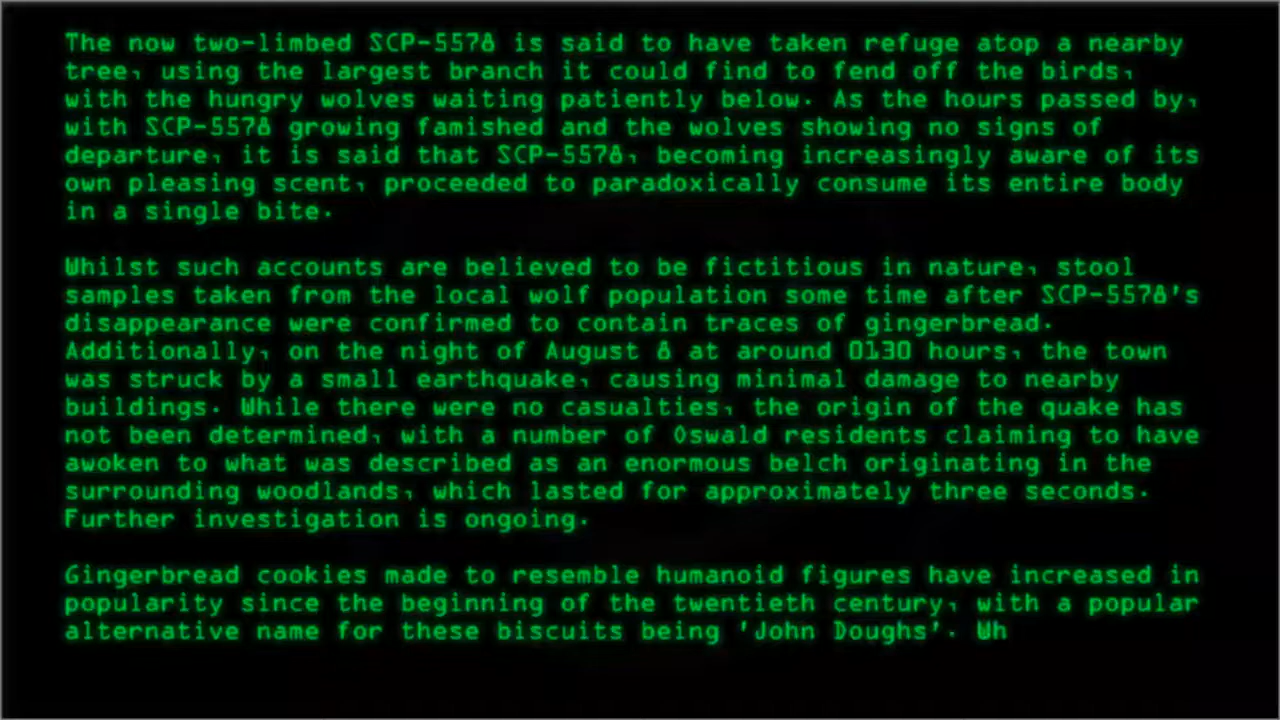 The now two-limbed SCP-5578 is said to have taken refuge atop a nearby
tree, using the largest branch it could find to fend off the birds,
with the hungry wolves waiting patiently below. As the hours passed by,
with SCP-5578 growing famished and the wolves showing no signs of
departure, it is said that SCP-5578, becoming increasingly aware of its
own pleasing scent, proceeded to paradoxically consume its entire body
in a single bite.
Whilst such accounts are believed to be fictitious in nature, stool
samples taken from the local wolf population some time after SCP-5578's
disappearance were confirmed to contain traces of gingerbread.
Additionally, on the night of August 8 at around 0130 hours, the town
was struck by a small earthquake, causing minimal damage to nearby
buildings. While there were no casualties, the origin of the quake has
not been determined, with a number of Oswald residents claiming to have
awoken to what was described as an enormous belch originating in the
surrounding woodlands, which lasted for approximately three seconds.
Further investigation is ongoing.
Gingerbread cookies made to resemble humanoid figures have increased in
popularity since the beginning of the twentieth century, with a popular
alternative name for these biscuits being 'John Doughs'. Wh